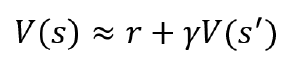 V(s) ≈ r + γV(s′)